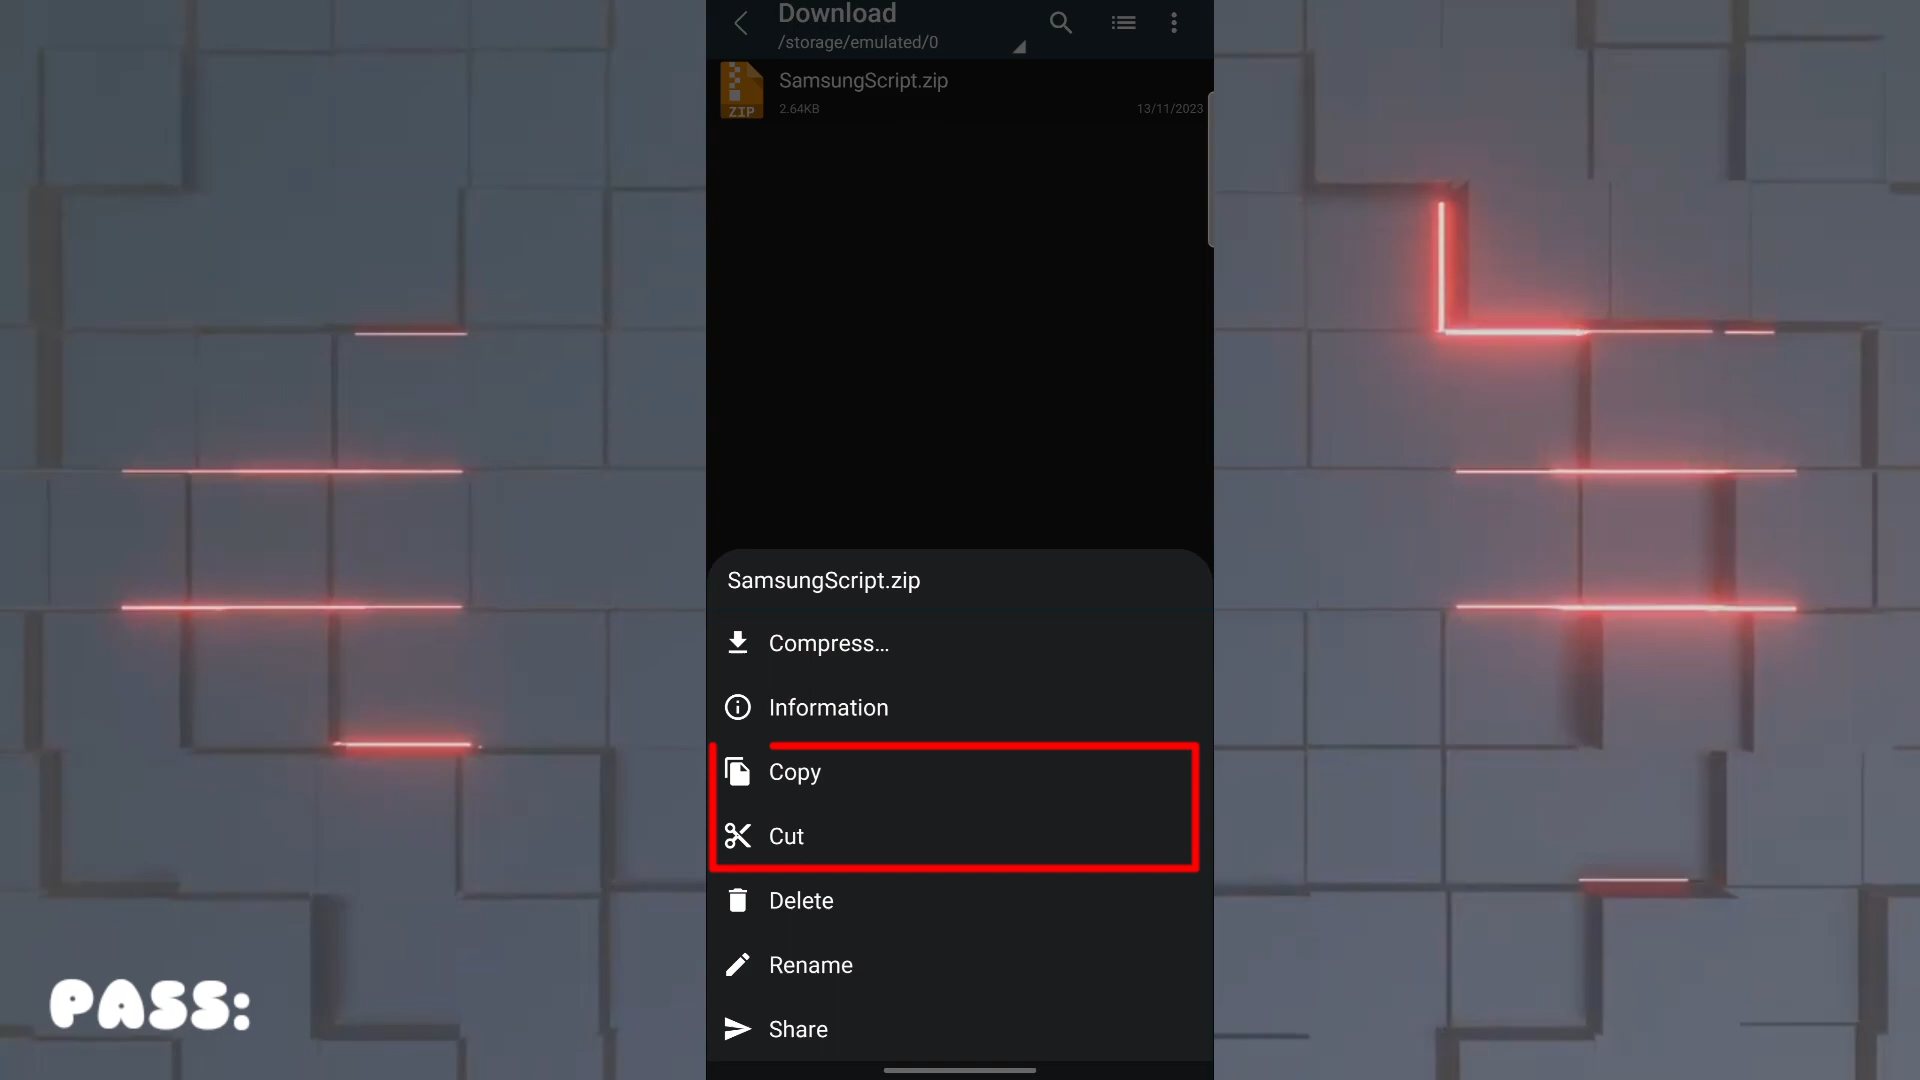 Download
/storage/emulated/0
SamsungScript.zip
ZIP
2.64KB
13/11/2023
SamsungScript.zip
Compress...
Information
Copy
Cut
Delete
Rename
Share
PASS: